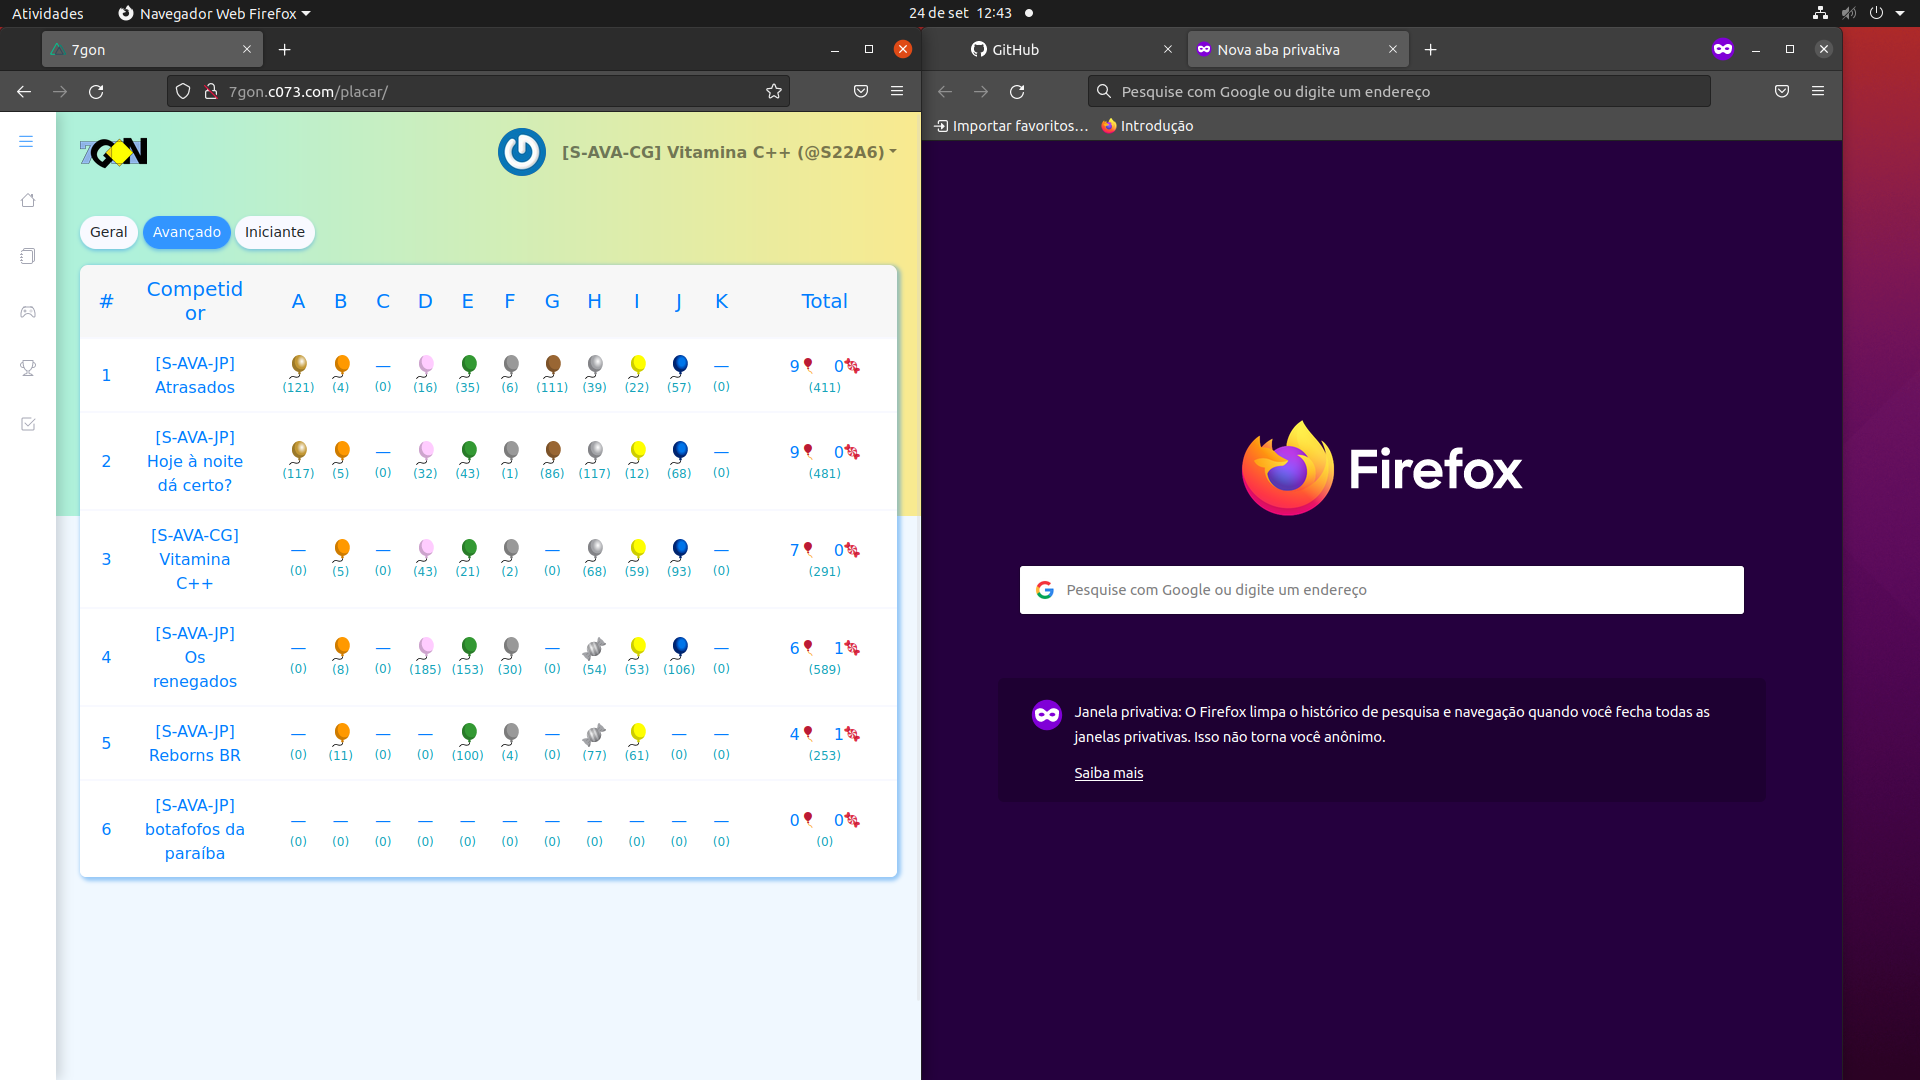 Atividades Navegador Web Firefox 24 de set 12:43
7gon
7gon.c073.com/placar/
7GON
[S-AVA-CG] Vitamina C++ (@S22A6)
Geral Avançado Iniciante
# Competid
or A B C D E F G H I J K Total
1 [S-AVA-JP]
Atrasados — — 9 0
(121) (4) (0) (16) (35) (6) (111) (39) (22) (57) (0) (411)
2 [S-AVA-JP]
Hoje à noite
dá certo? — — 9 0
(117) (5) (0) (32) (43) (1) (86) (117) (12) (68) (0) (481)
3 [S-AVA-CG]
Vitamina
C++ — — — — 7 0
(0) (5) (0) (43) (21) (2) (0) (68) (59) (93) (0) (291)
4 [S-AVA-JP]
Os
renegados — — — — 6 1
(0) (8) (0) (185) (153) (30) (0) (54) (53) (106) (0) (589)
5 [S-AVA-JP]
Reborns BR — — — — — — 4 1
(0) (11) (0) (0) (100) (4) (0) (77) (61) (0) (0) (253)
6 [S-AVA-JP]
botafofos da
paraíba — — — — — — — — — — — 0 0
(0) (0) (0) (0) (0) (0) (0) (0) (0) (0) (0) (0)
GitHub Nova aba privativa
Pesquise com Google ou digite um endereço
Importar favoritos… Introdução
Firefox
Pesquise com Google ou digite um endereço
Janela privativa: O Firefox limpa o histórico de pesquisa e navegação quando você fecha todas as
janelas privativas. Isso não torna você anônimo.
Saiba mais